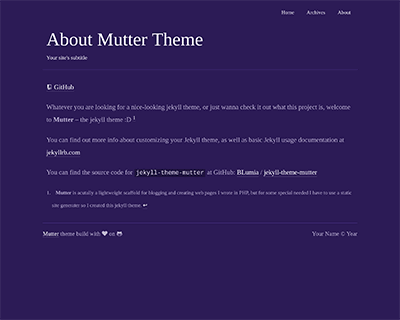 Home Archives About
About Mutter Theme
Your site's subtitle
GitHub
Whatever you are looking for a nice-looking jekyll theme, or just wanna check it out what this project is, welcome
to Mutter – the jekyll theme :D 1
You can find out more info about customizing your Jekyll theme, as well as basic Jekyll usage documentation at
jekyllrb.com
You can find the source code for jekyll-theme-mutter at GitHub: BLumia / jekyll-theme-mutter
1. Mutter is acutally a lightweight scaffold for blogging and creating web pages I wrote in PHP, but for some special needed I have to use a static
site generator so I created this jekyll theme. ↩
Mutter theme build with ❤ on
Your Name © Year